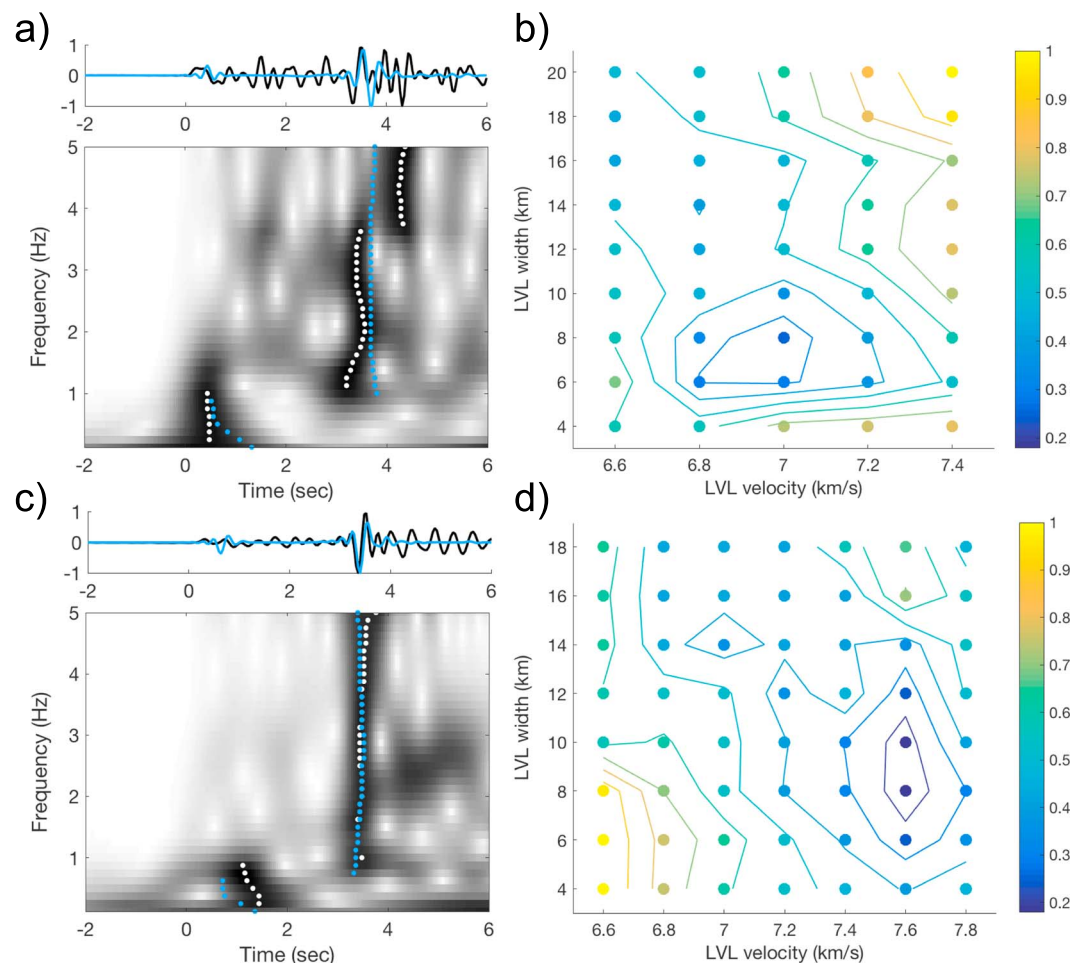 a)
1
0
-1
-2 0 2 4 6
5
4
3
2
1
Frequency (Hz)
-2 0 2 4 6
Time (sec)
b)
20
18
16
14
12
10
8
6
4
LVL width (km)
6.6 6.8 7 7.2 7.4
LVL velocity (km/s)
1
0.9
0.8
0.7
0.6
0.5
0.4
0.3
0.2
c)
1
0
-1
-2 0 2 4 6
5
4
3
2
1
Frequency (Hz)
-2 0 2 4 6
Time (sec)
d)
18
16
14
12
10
8
6
4
LVL width (km)
6.6 6.8 7 7.2 7.4 7.6 7.8
LVL velocity (km/s)
1
0.9
0.8
0.7
0.6
0.5
0.4
0.3
0.2